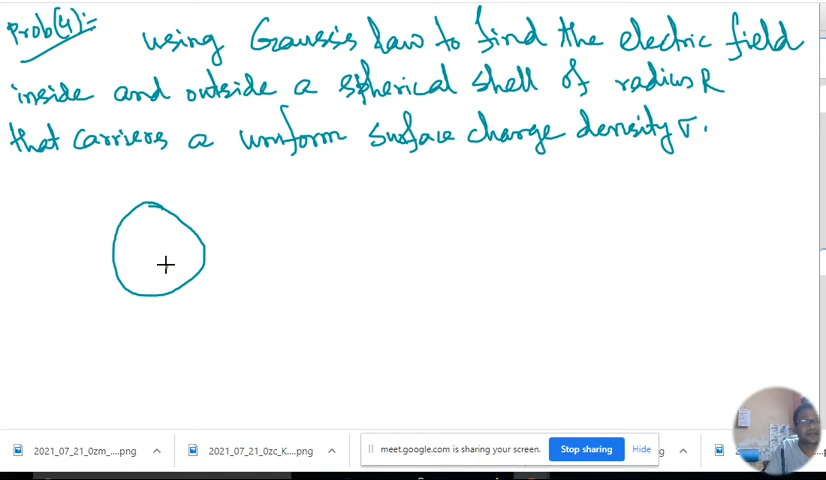 Prob(4):- using Gauss's law to find the electric field
inside and outside a spherical shell of radius R
that carriers a uniform surface charge density σ.
2021_07_21_0zm_....png
2021_07_21_0zc_K....png
meet.google.com is sharing your screen.
Stop sharing
Hide